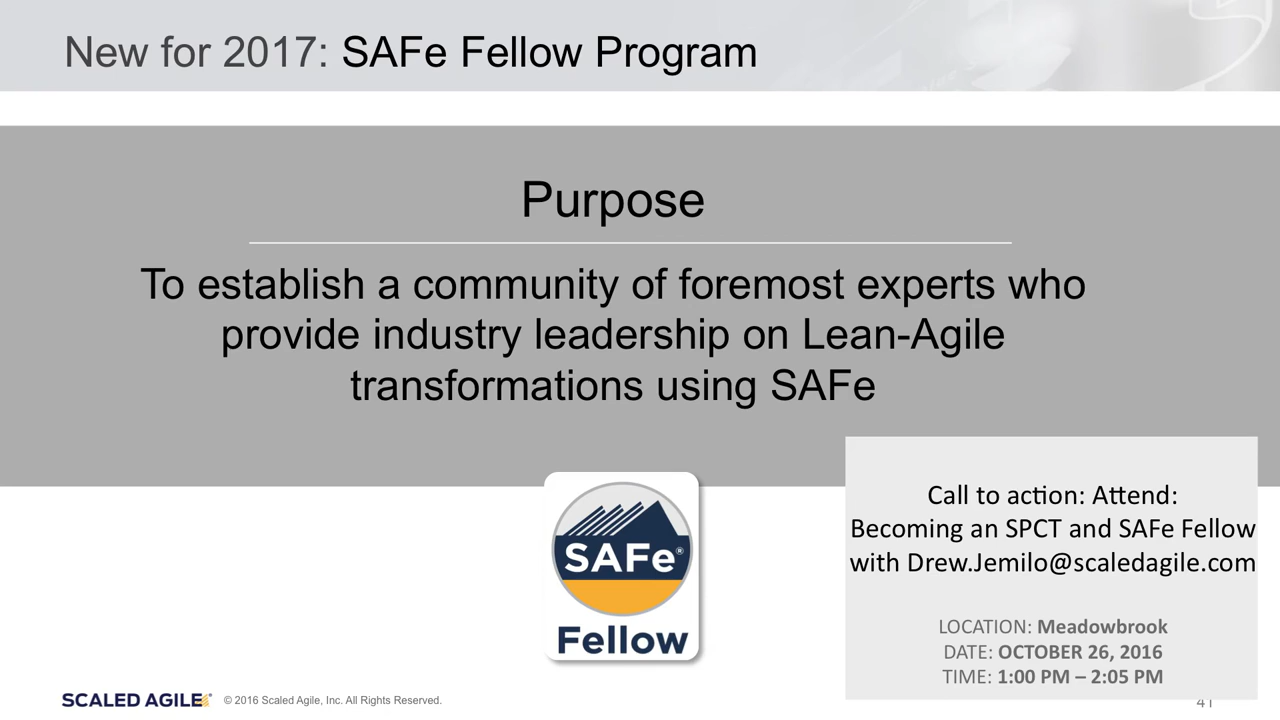 New for 2017: SAFe Fellow Program
Purpose
To establish a community of foremost experts who
provide industry leadership on Lean-Agile
transformations using SAFe
Call to action: Attend:
Becoming an SPCT and SAFe Fellow
with Drew.Jemilo@scaledagile.com
LOCATION: Meadowbrook
DATE: OCTOBER 26, 2016
TIME: 1:00 PM – 2:05 PM
SAFe®
Fellow
SCALED AGILE®
© 2016 Scaled Agile, Inc. All Rights Reserved.
41